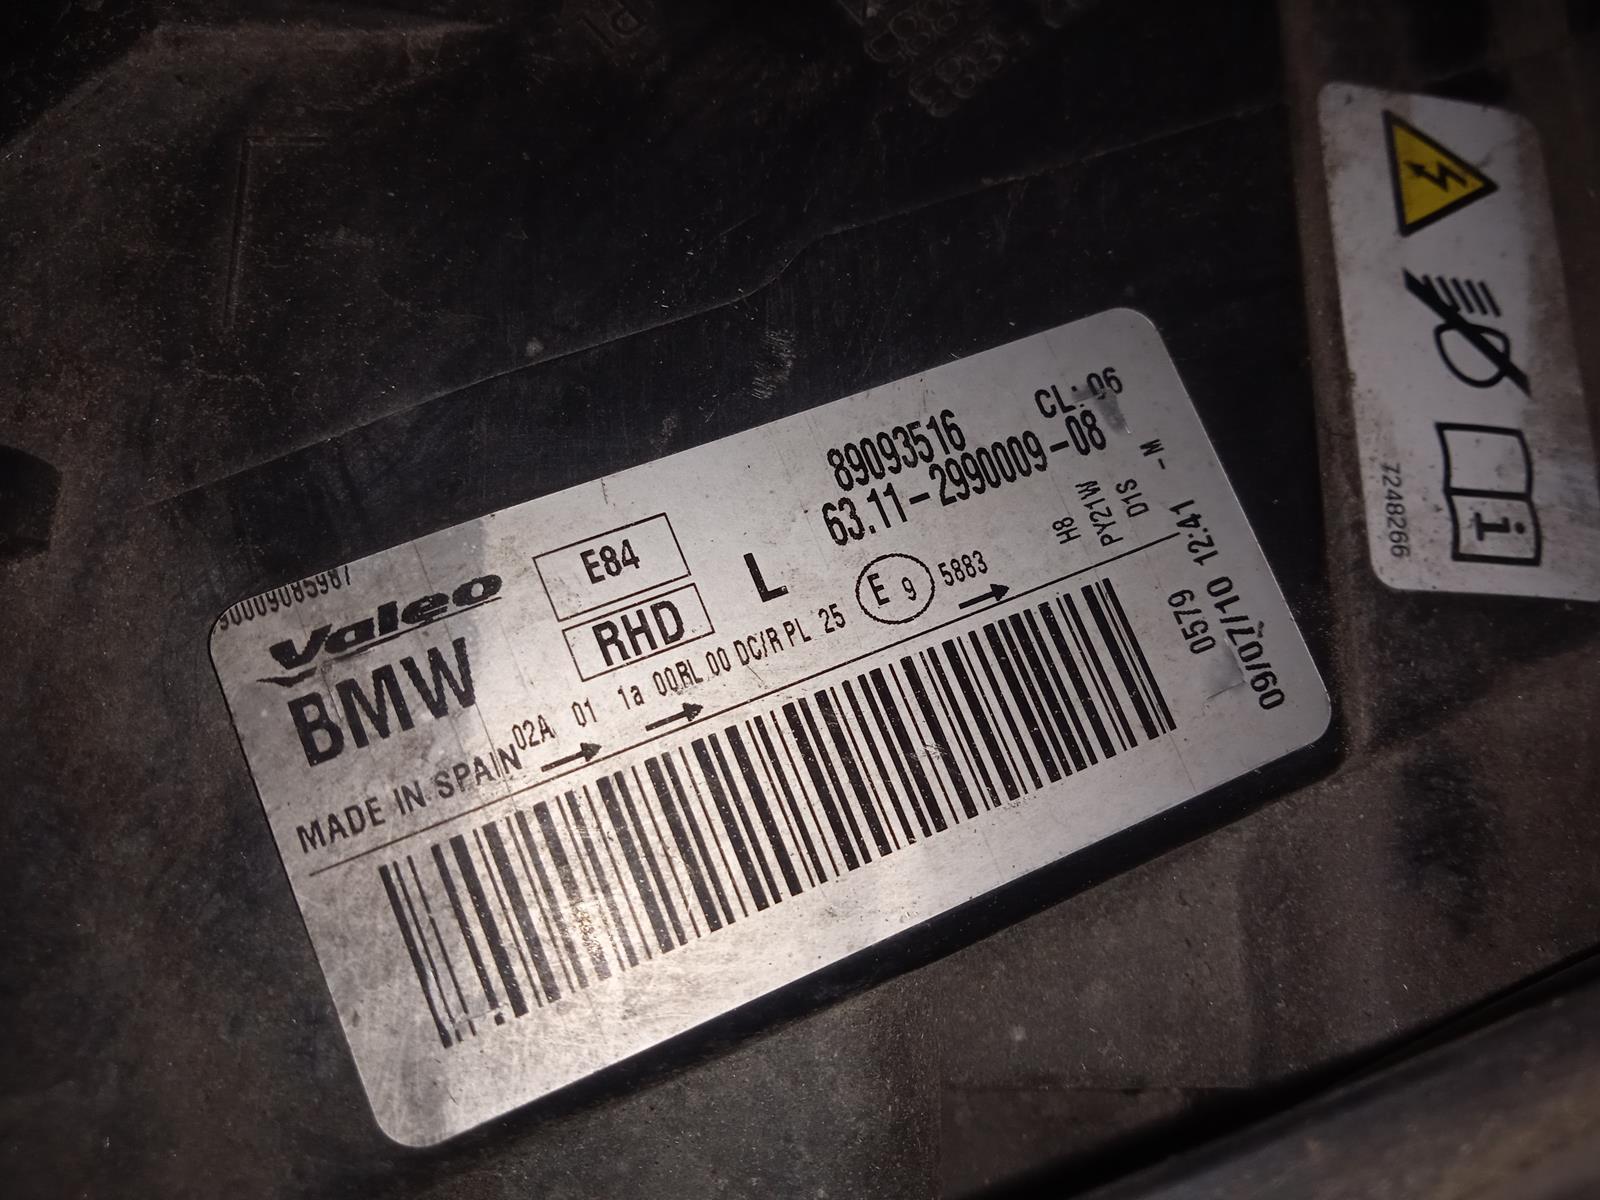 89093516 CL:06
63.11-2990009-08
90009085987
Valeo
BMW
MADE IN SPAIN
E84
RHD
L
H8
PY21W
D1S -M
02A 01 1a 00RL 00 DC/R PL 25 E 9 5883
0579
09/07/10 12:41
7248266
i